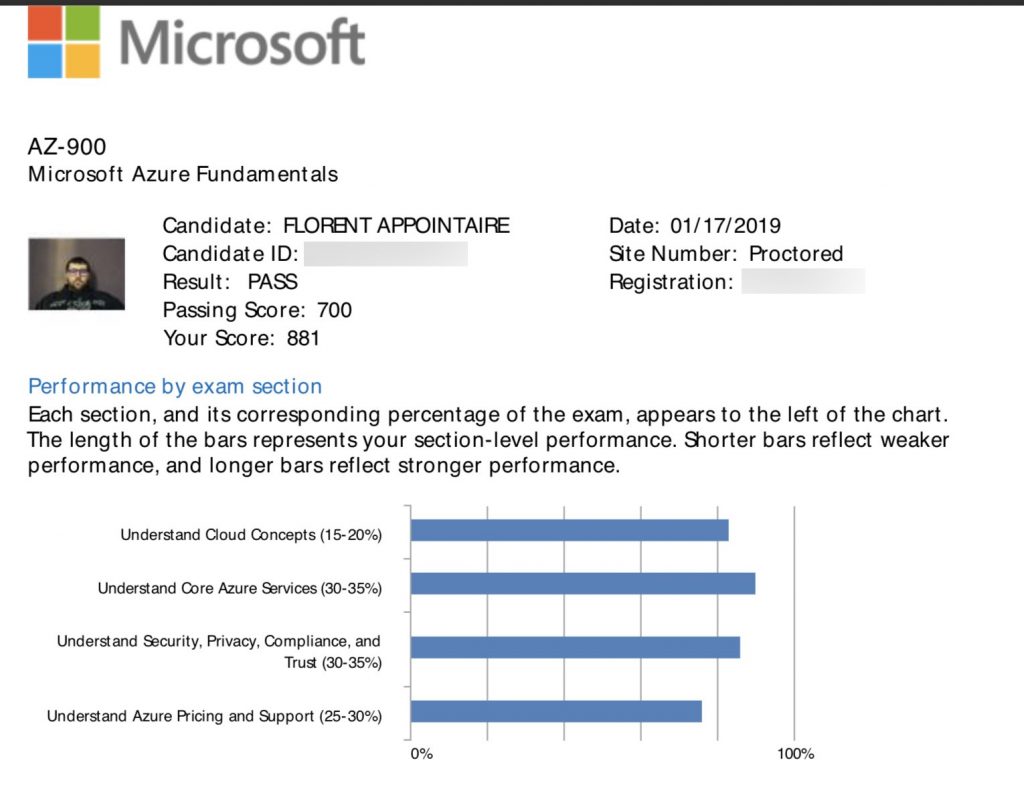 Microsoft
AZ-900
Microsoft Azure Fundamentals
Candidate: FLORENT APPOINTAIRE
Candidate ID:
Result: PASS
Passing Score: 700
Your Score: 881
Date: 01/17/2019
Site Number: Proctored
Registration:
Performance by exam section
Each section, and its corresponding percentage of the exam, appears to the left of the chart.
The length of the bars represents your section-level performance. Shorter bars reflect weaker
performance, and longer bars reflect stronger performance.
Understand Cloud Concepts (15-20%)
Understand Core Azure Services (30-35%)
Understand Security, Privacy, Compliance, and
Trust (30-35%)
Understand Azure Pricing and Support (25-30%)
0%
100%